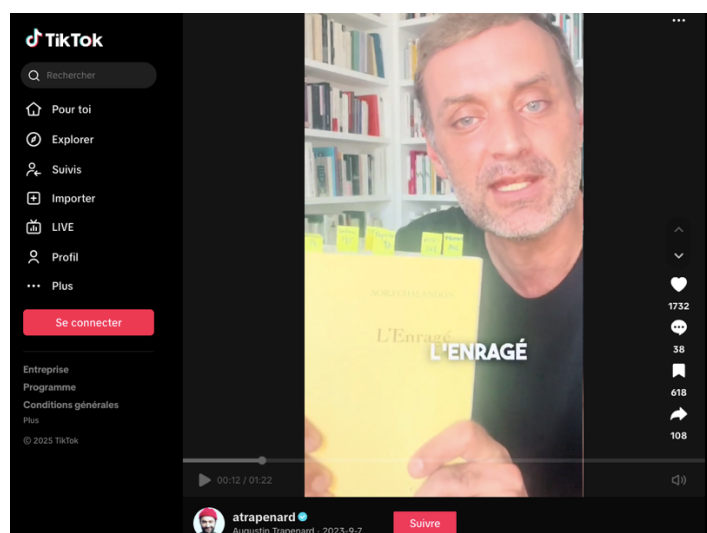 TikTok
Rechercher
Pour toi
Explorer
Suivis
Importer
LIVE
Profil
Plus
Se connecter
Entreprise
Programme
Conditions générales
Plus
© 2025 TikTok
SORJ CHALANDON
L'Enragé
L'ENRAGÉ
1732
38
618
108
00:12 / 01:22
atrapenard
Augustin Trapenard · 2023-9-7
Suivre